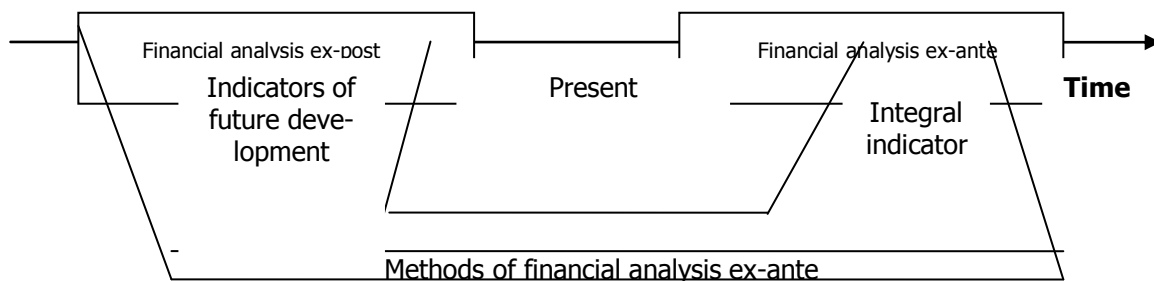 Financial analysis ex-post
Financial analysis ex-ante
Indicators of
future deve-
lopment
Present
Time
Integral
indicator
Methods of financial analysis ex-ante